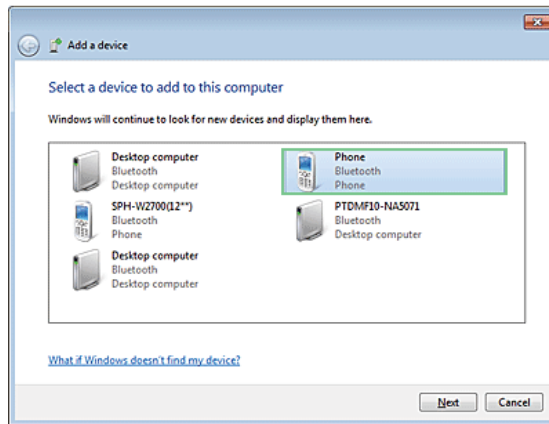 Add a device
Select a device to add to this computer
Windows will continue to look for new devices and display them here.
Desktop computer
Bluetooth
Desktop computer
Phone
Bluetooth
Phone
SPH-W2700(12**)
Bluetooth
Phone
PTDMF10-NA5071
Bluetooth
Desktop computer
Desktop computer
Bluetooth
Desktop computer
What if Windows doesn't find my device?
Next
Cancel